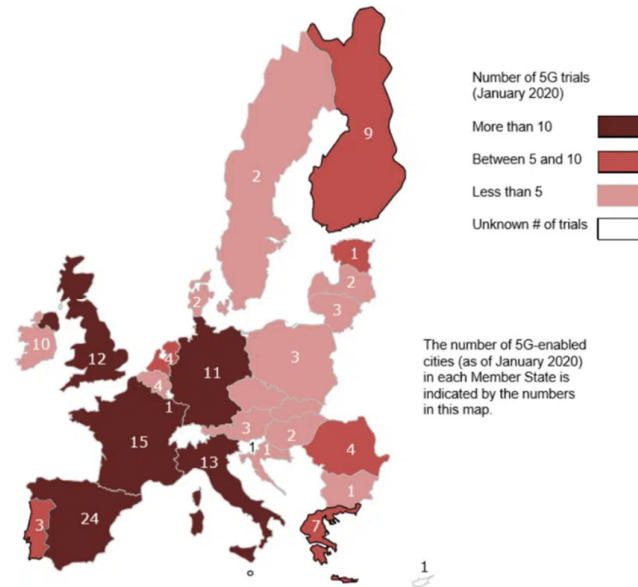 Number of 5G trials
(January 2020)
More than 10
Between 5 and 10
Less than 5
Unknown # of trials
The number of 5G-enabled
cities (as of January 2020)
in each Member State is
indicated by the numbers
in this map.
9
2
1
2
3
2
10
12
4
4
11
3
1
15
3
2
1
1
13
4
1
3
24
7
1